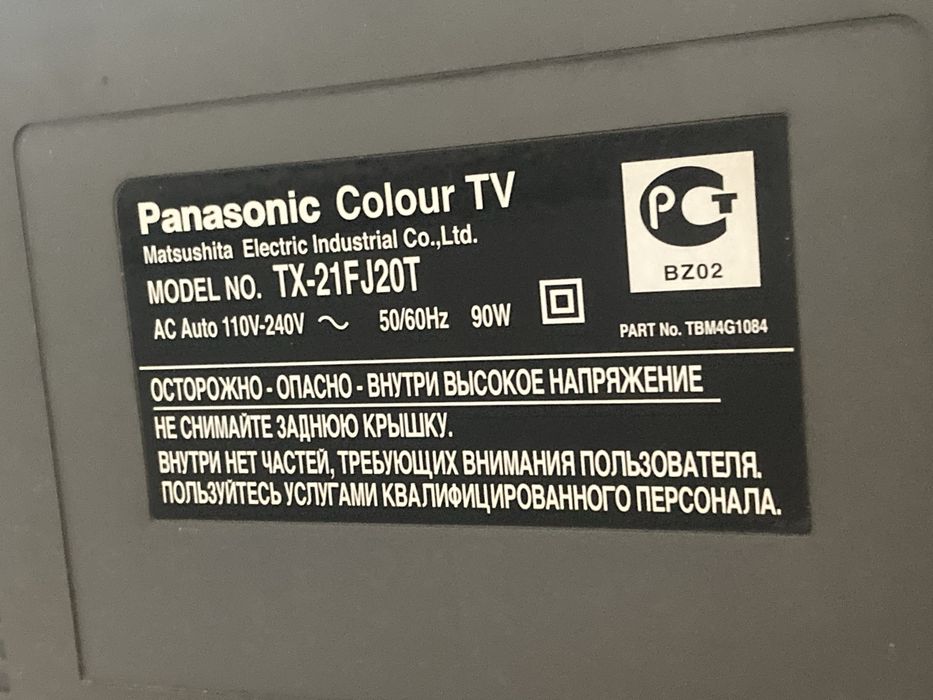 Panasonic Colour TV
Matsushita Electric Industrial Co.,Ltd.
MODEL NO. TX-21FJ20T
AC Auto 110V-240V ~ 50/60Hz 90W
РСТ
BZ02
PART No. TBM4G1084
ОСТОРОЖНО - ОПАСНО - ВНУТРИ ВЫСОКОЕ НАПРЯЖЕНИЕ
НЕ СНИМАЙТЕ ЗАДНЮЮ КРЫШКУ.
ВНУТРИ НЕТ ЧАСТЕЙ, ТРЕБУЮЩИХ ВНИМАНИЯ ПОЛЬЗОВАТЕЛЯ.
ПОЛЬЗУЙТЕСЬ УСЛУГАМИ КВАЛИФИЦИРОВАННОГО ПЕРСОНАЛА.